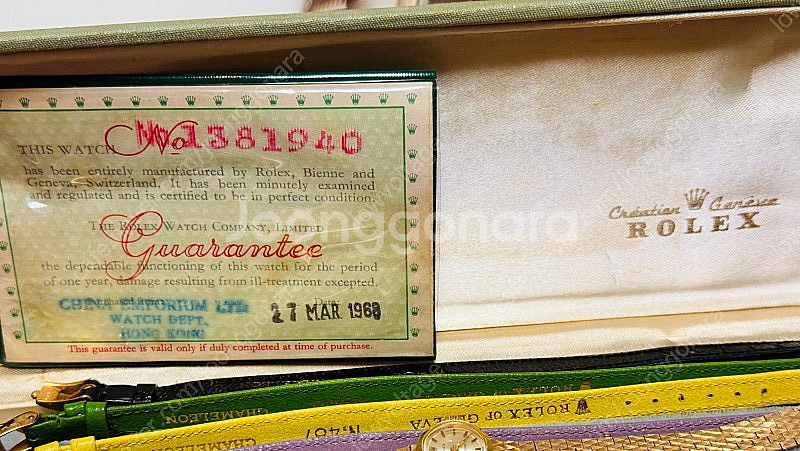 THIS WATCH No 1381940
has been entirely manufactured by Rolex, Bienne and
Geneva, Switzerland. It has been minutely examined
and regulated and is certified to be in perfect condition.
THE ROLEX WATCH COMPANY, LIMITED
Guarantee
the dependable functioning of this watch for the period
of one year, damage resulting from ill-treatment excepted.
Purchased from: Date
CHINA EMPORIUM LTD
WATCH DEPT.,
HONG KONG
27 MAR 1968
This guarantee is valid only if duly completed at time of purchase.
Création Genèvee
ROLEX
CHAMELEON
ROLEX OF GENEVA
CHAMELEON
N.467
loonggonara